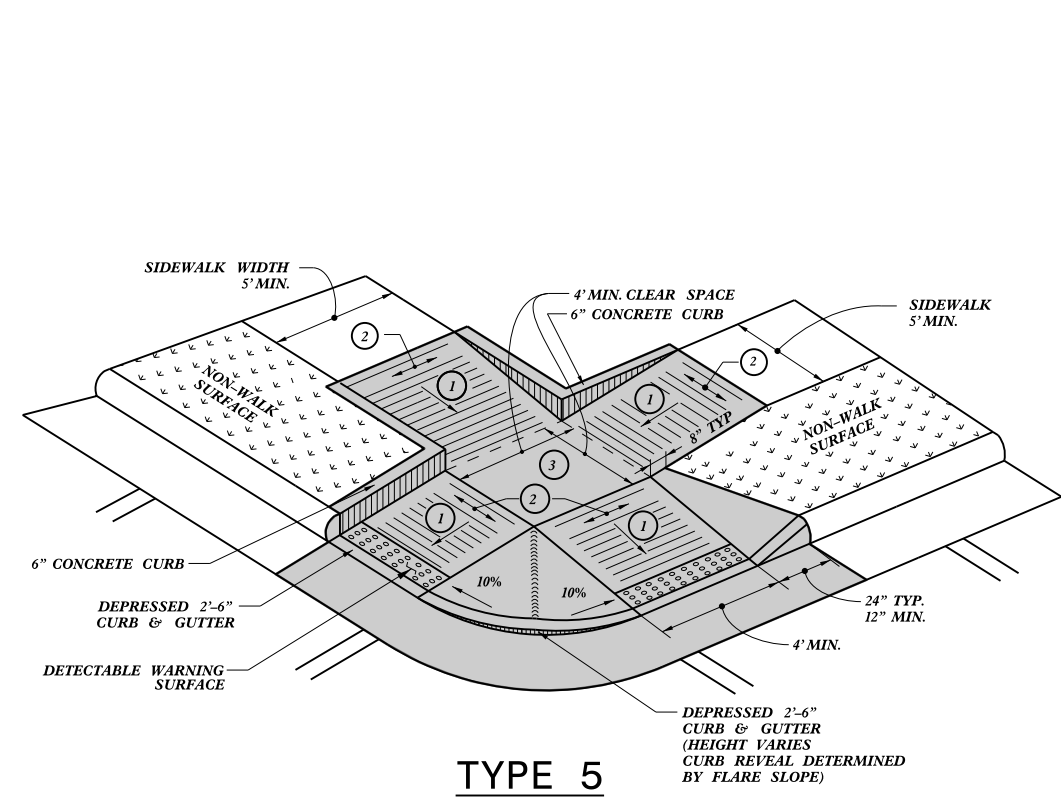 SIDEWALK WIDTH
5' MIN.
4' MIN. CLEAR SPACE
6" CONCRETE CURB
SIDEWALK
5' MIN.
2
2
1
1
NON-WALK
SURFACE
NON-WALK
SURFACE
8" TYP
3
2
1
1
10%
10%
6" CONCRETE CURB
DEPRESSED 2'-6"
CURB & GUTTER
24" TYP.
12" MIN.
4' MIN.
DETECTABLE WARNING
SURFACE
DEPRESSED 2'-6"
CURB & GUTTER
(HEIGHT VARIES
CURB REVEAL DETERMINED
BY FLARE SLOPE)
TYPE 5